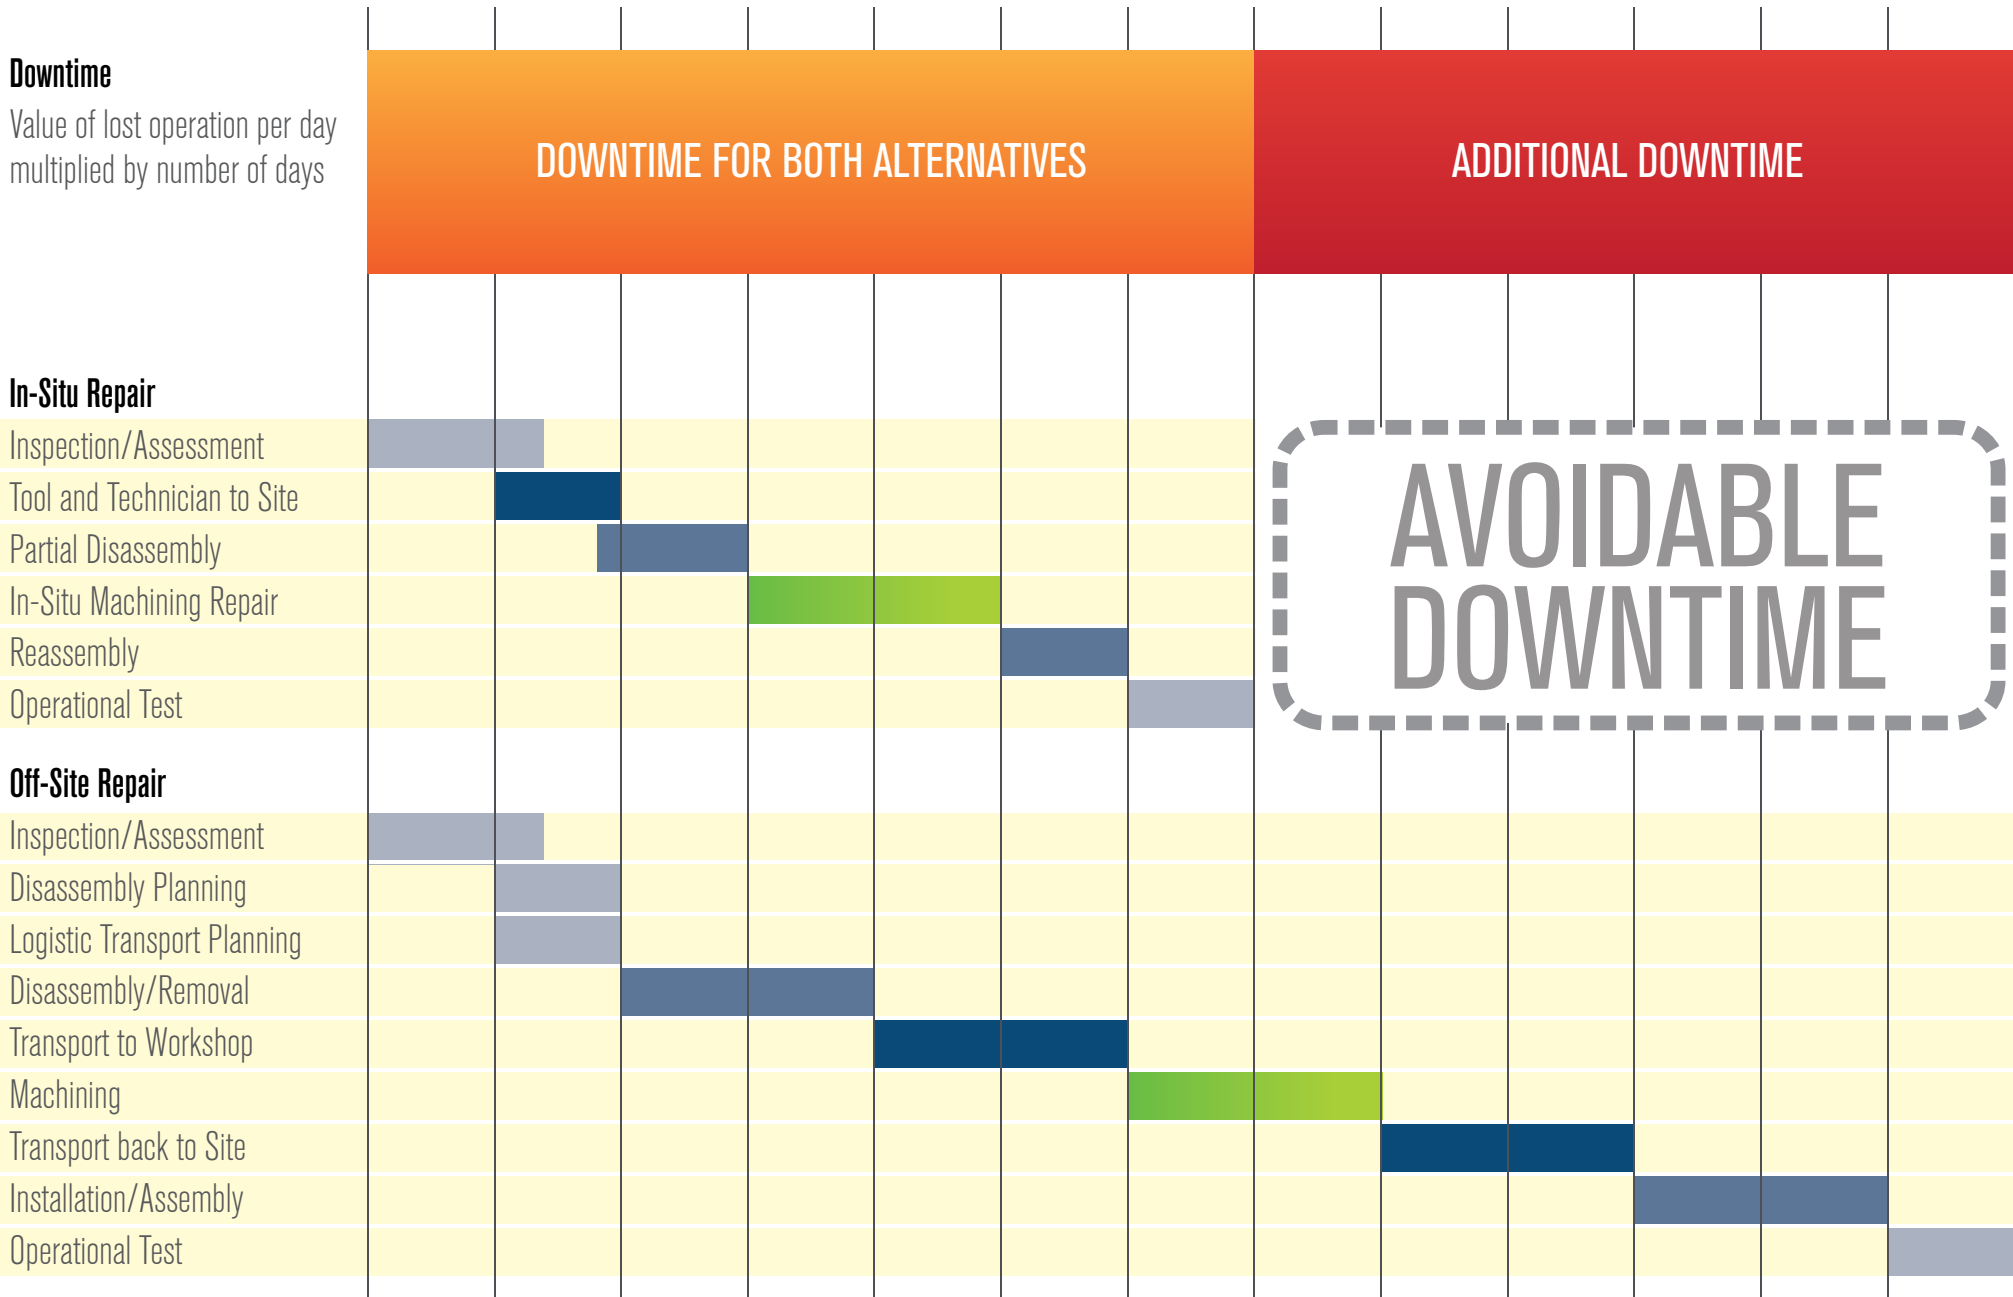 Downtime
Value of lost operation per day
multiplied by number of days
DOWNTIME FOR BOTH ALTERNATIVES
ADDITIONAL DOWNTIME
In-Situ Repair
Inspection/Assessment
Tool and Technician to Site
Partial Disassembly
In-Situ Machining Repair
Reassembly
Operational Test
AVOIDABLE
DOWNTIME
Off-Site Repair
Inspection/Assessment
Disassembly Planning
Logistic Transport Planning
Disassembly/Removal
Transport to Workshop
Machining
Transport back to Site
Installation/Assembly
Operational Test